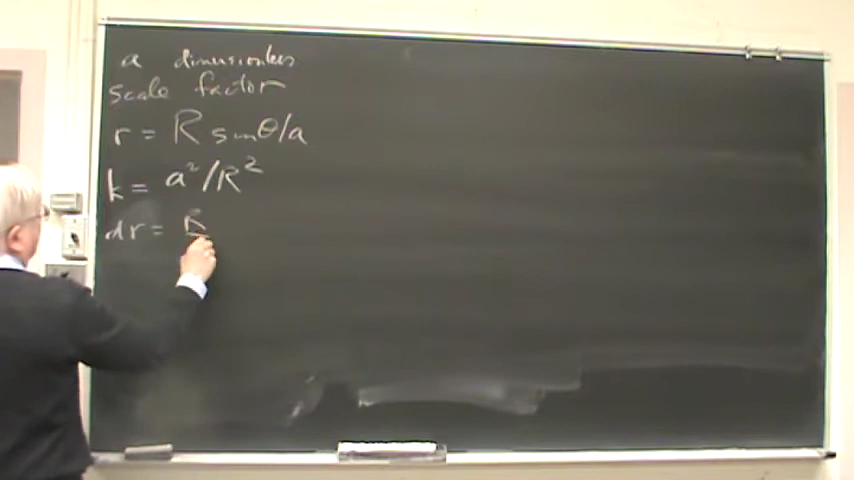 a dimensionless
scale factor
r = R sinθ/a
k = a²/R²
dr = R